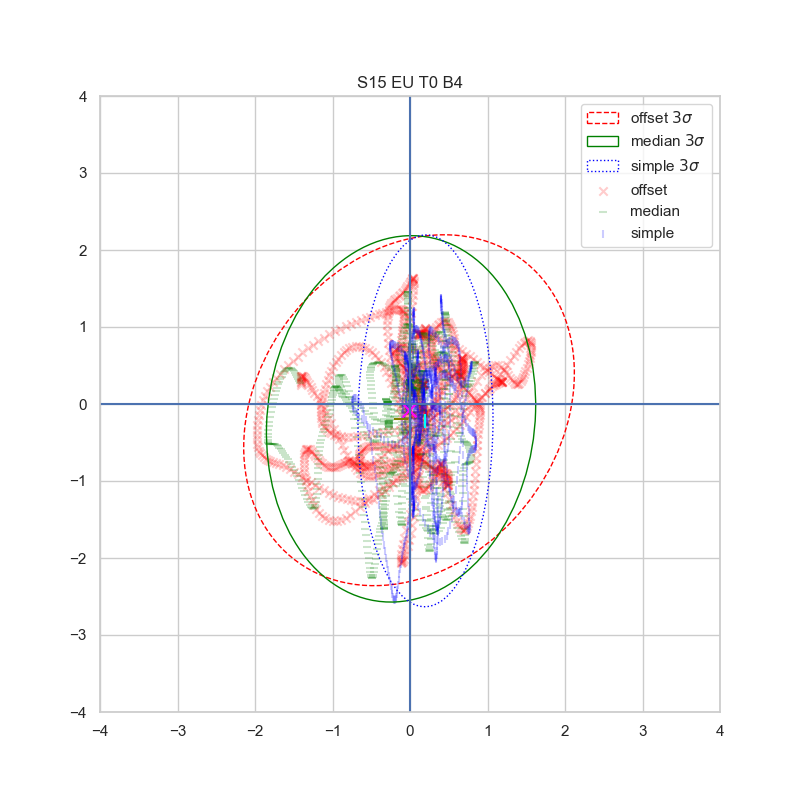 S15 EU T0 B4
offset 3σ
median 3σ
simple 3σ
offset
median
simple
4
3
2
1
0
−1
−2
−3
−4
−4 −3 −2 −1 0 1 2 3 4